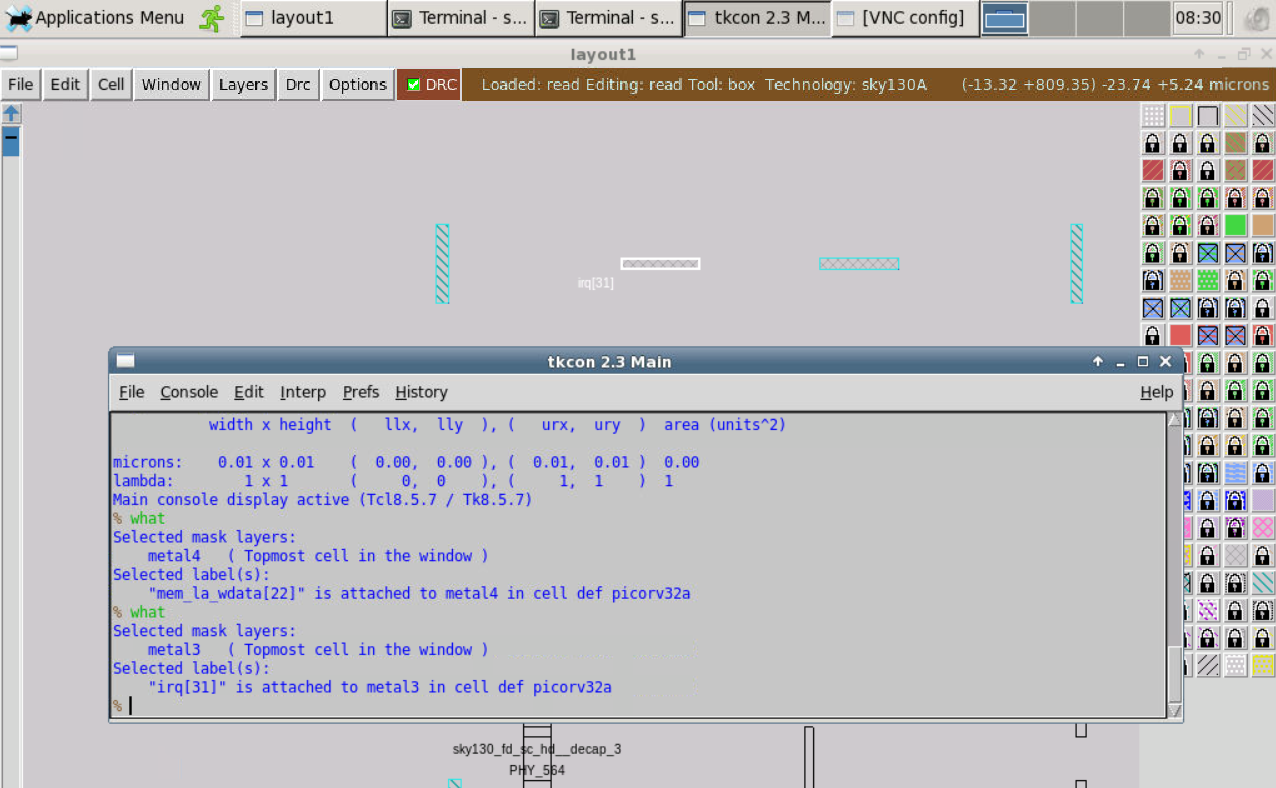 Applications Menu layout1 Terminal - s... Terminal - s... tkcon 2.3 M... [VNC config] 08:30
layout1
File Edit Cell Window Layers Drc Options DRC Loaded: read Editing: read Tool: box Technology: sky130A (-13.32 +809.35) -23.74 +5.24 microns
irq[31]
tkcon 2.3 Main
File Console Edit Interp Prefs History Help
width x height ( llx, lly ), ( urx, ury ) area (units^2)
microns: 0.01 x 0.01 ( 0.00, 0.00 ), ( 0.01, 0.01 ) 0.00
lambda: 1 x 1 ( 0, 0 ), ( 1, 1 ) 1
Main console display active (Tcl8.5.7 / Tk8.5.7)
% what
Selected mask layers:
metal4 ( Topmost cell in the window )
Selected label(s):
"mem_la_wdata[22]" is attached to metal4 in cell def picorv32a
% what
Selected mask layers:
metal3 ( Topmost cell in the window )
Selected label(s):
"irq[31]" is attached to metal3 in cell def picorv32a
%
sky130_fd_sc_hd__decap_3
PHY_564